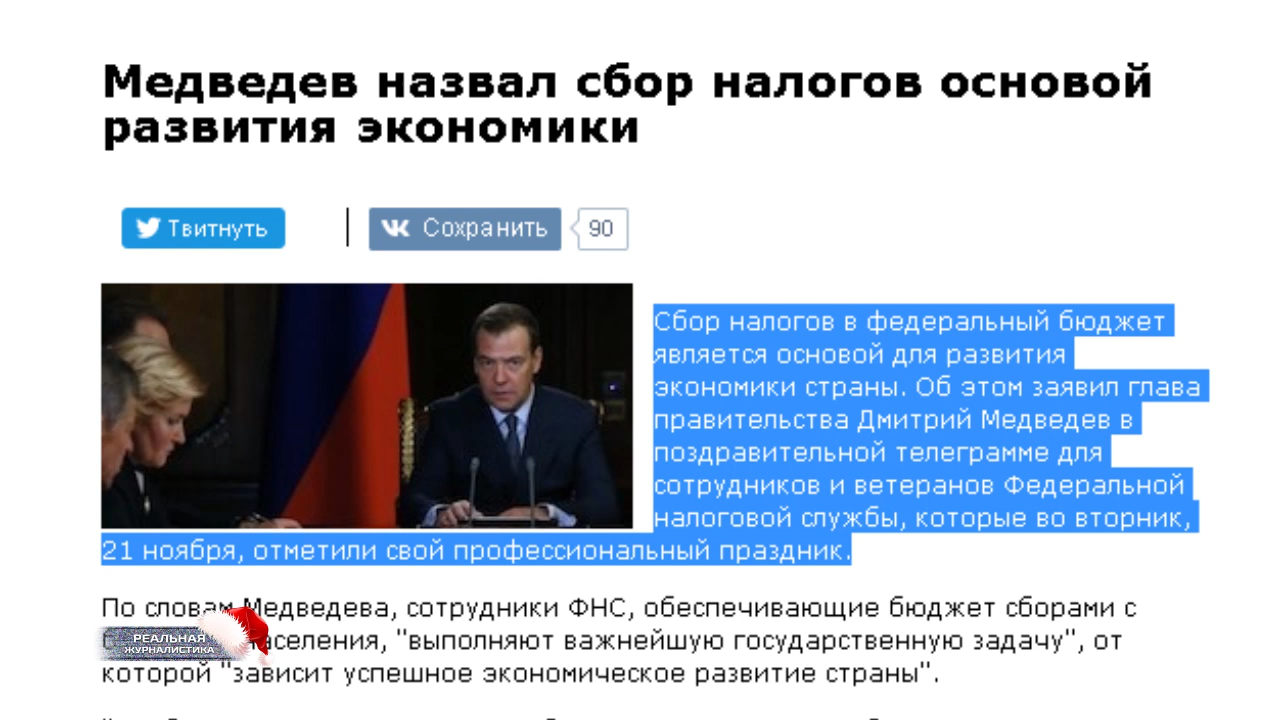 Медведев назвал сбор налогов основой
развития экономики
Твитнуть
Сохранить
90
Сбор налогов в федеральный бюджет
является основой для развития
экономики страны. Об этом заявил глава
правительства Дмитрий Медведев в
поздравительной телеграмме для
сотрудников и ветеранов Федеральной
налоговой службы, которые во вторник,
21 ноября, отметили свой профессиональный праздник.
По словам Медведева, сотрудники ФНС, обеспечивающие бюджет сборами с
аселения, "выполняют важнейшую государственную задачу", от
которой "зависит успешное экономическое развитие страны".
РЕАЛЬНАЯ
ЖУРНАЛИСТИКА